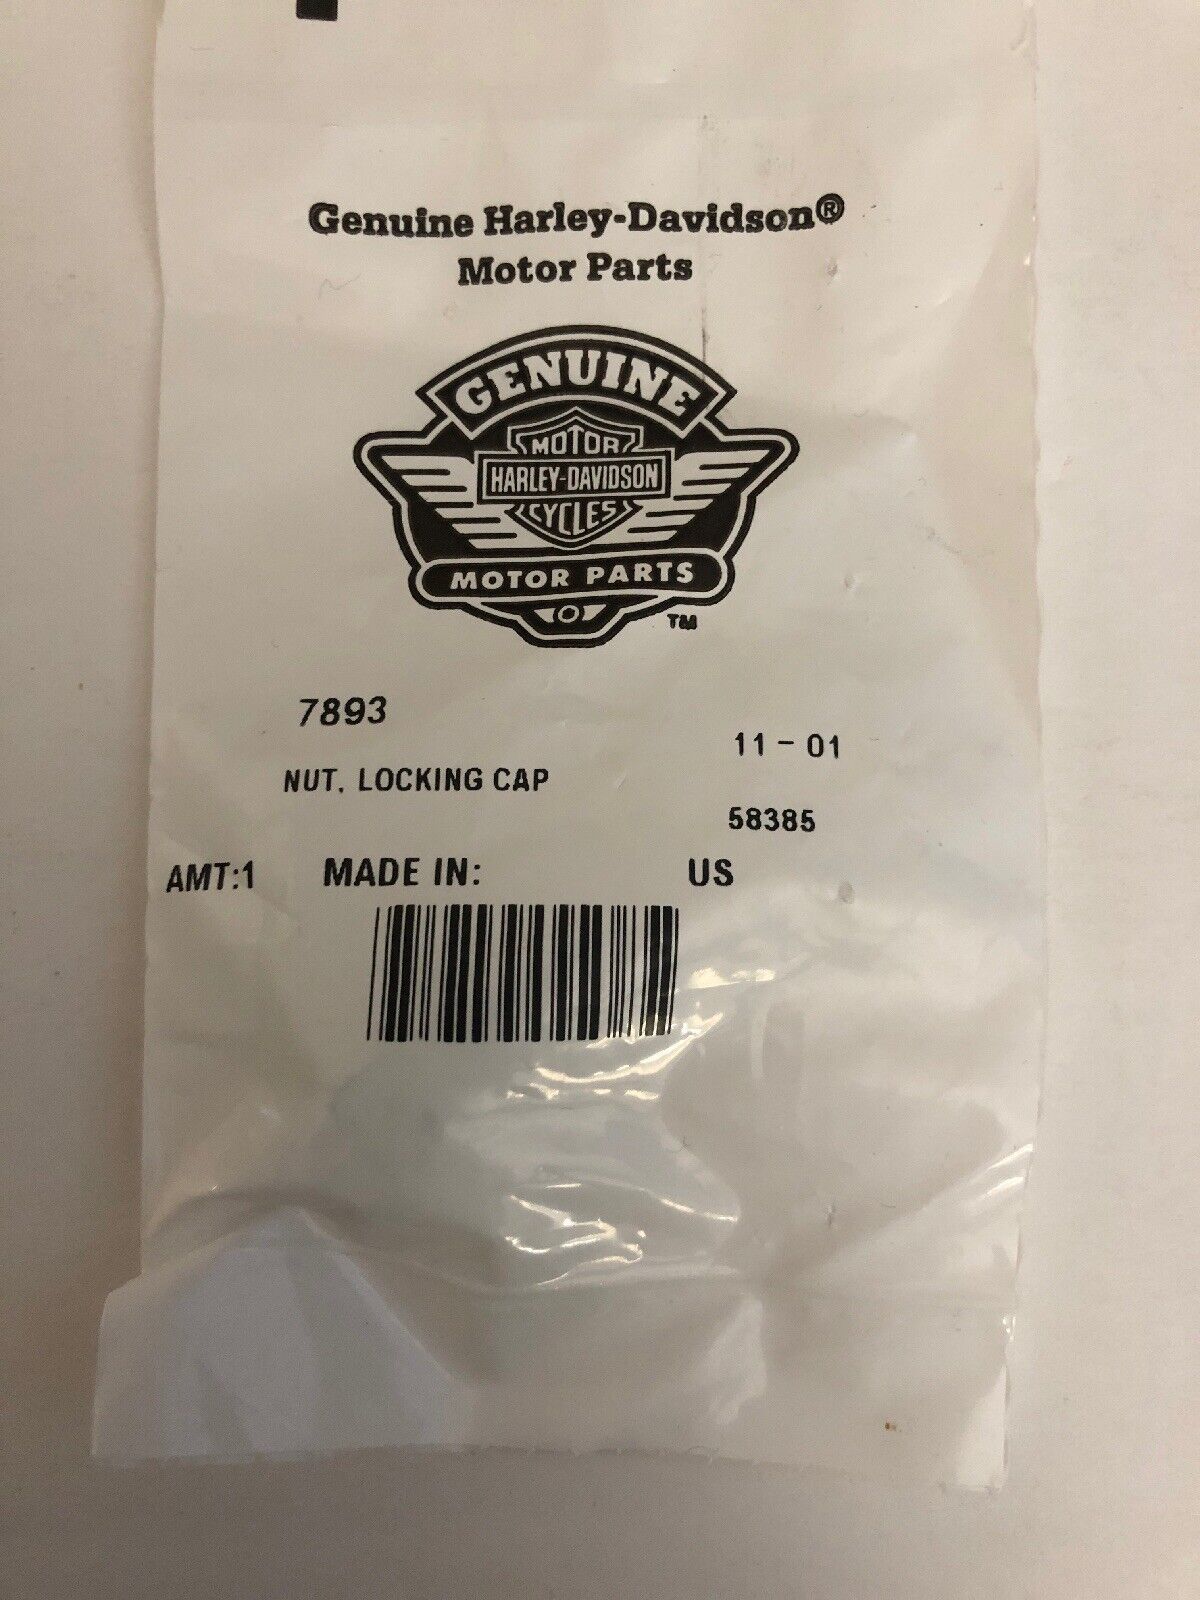 Genuine Harley-Davidson®
Motor Parts
GENUINE
MOTOR
HARLEY-DAVIDSON
CYCLES
MOTOR PARTS
TM
7893
11-01
NUT, LOCKING CAP
58385
AMT:1 MADE IN: US